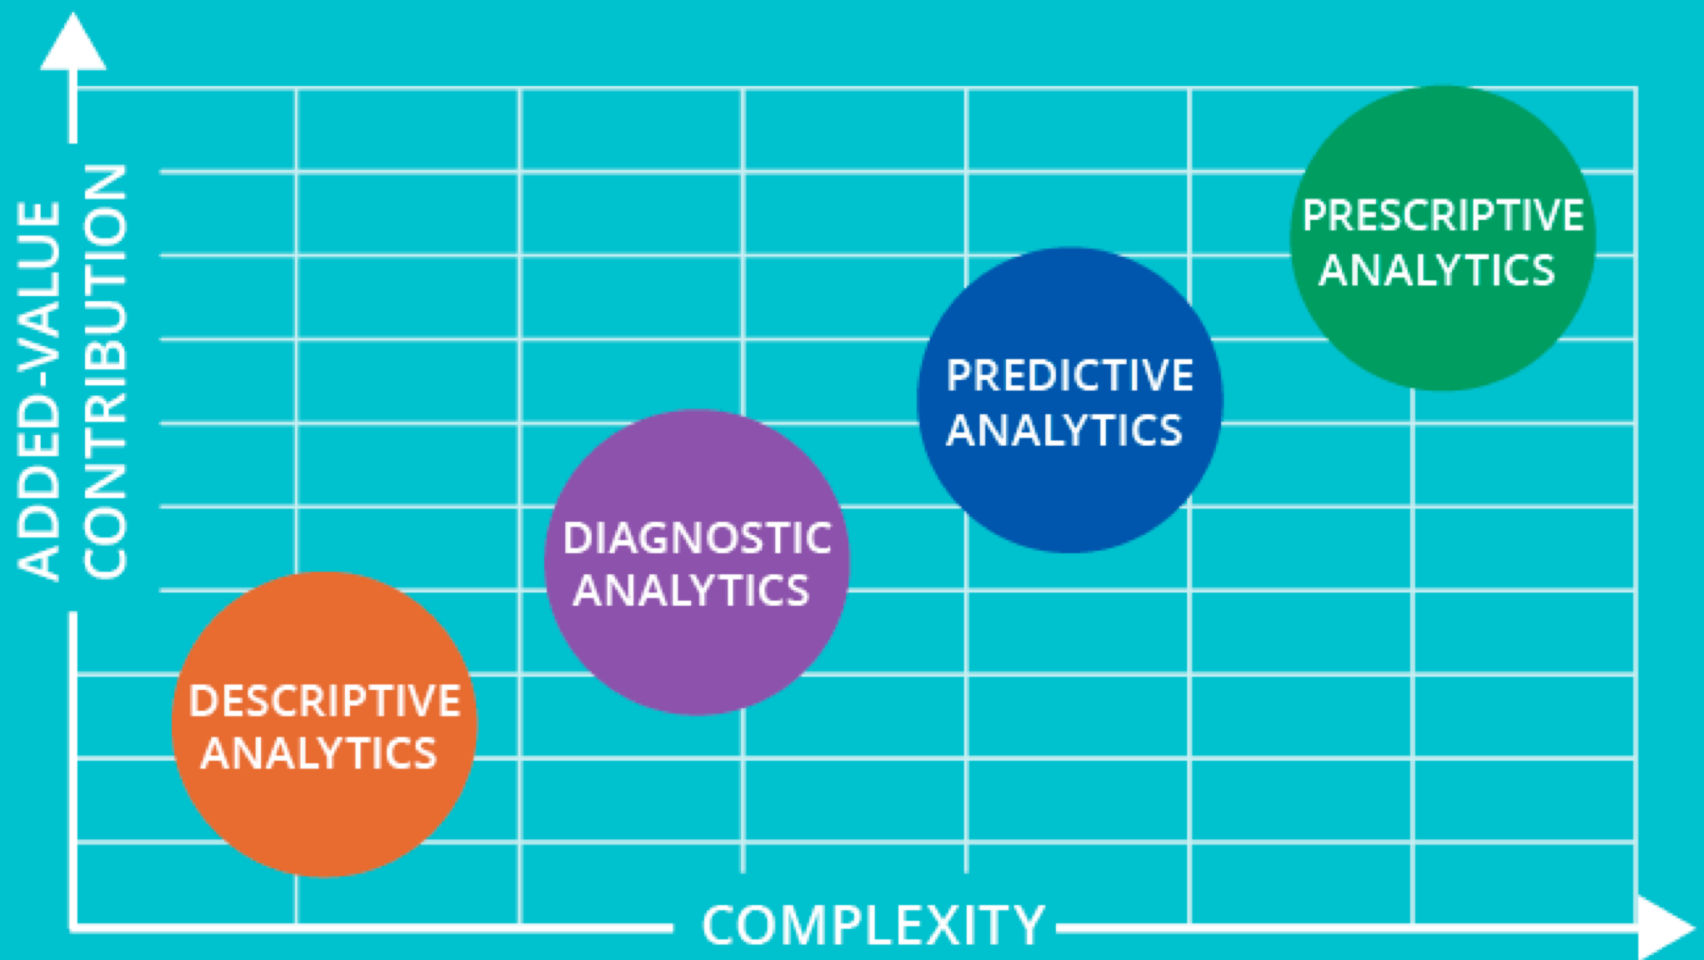 ADDED-VALUE
CONTRIBUTION
PRESCRIPTIVE
ANALYTICS
PREDICTIVE
ANALYTICS
DIAGNOSTIC
ANALYTICS
DESCRIPTIVE
ANALYTICS
COMPLEXITY